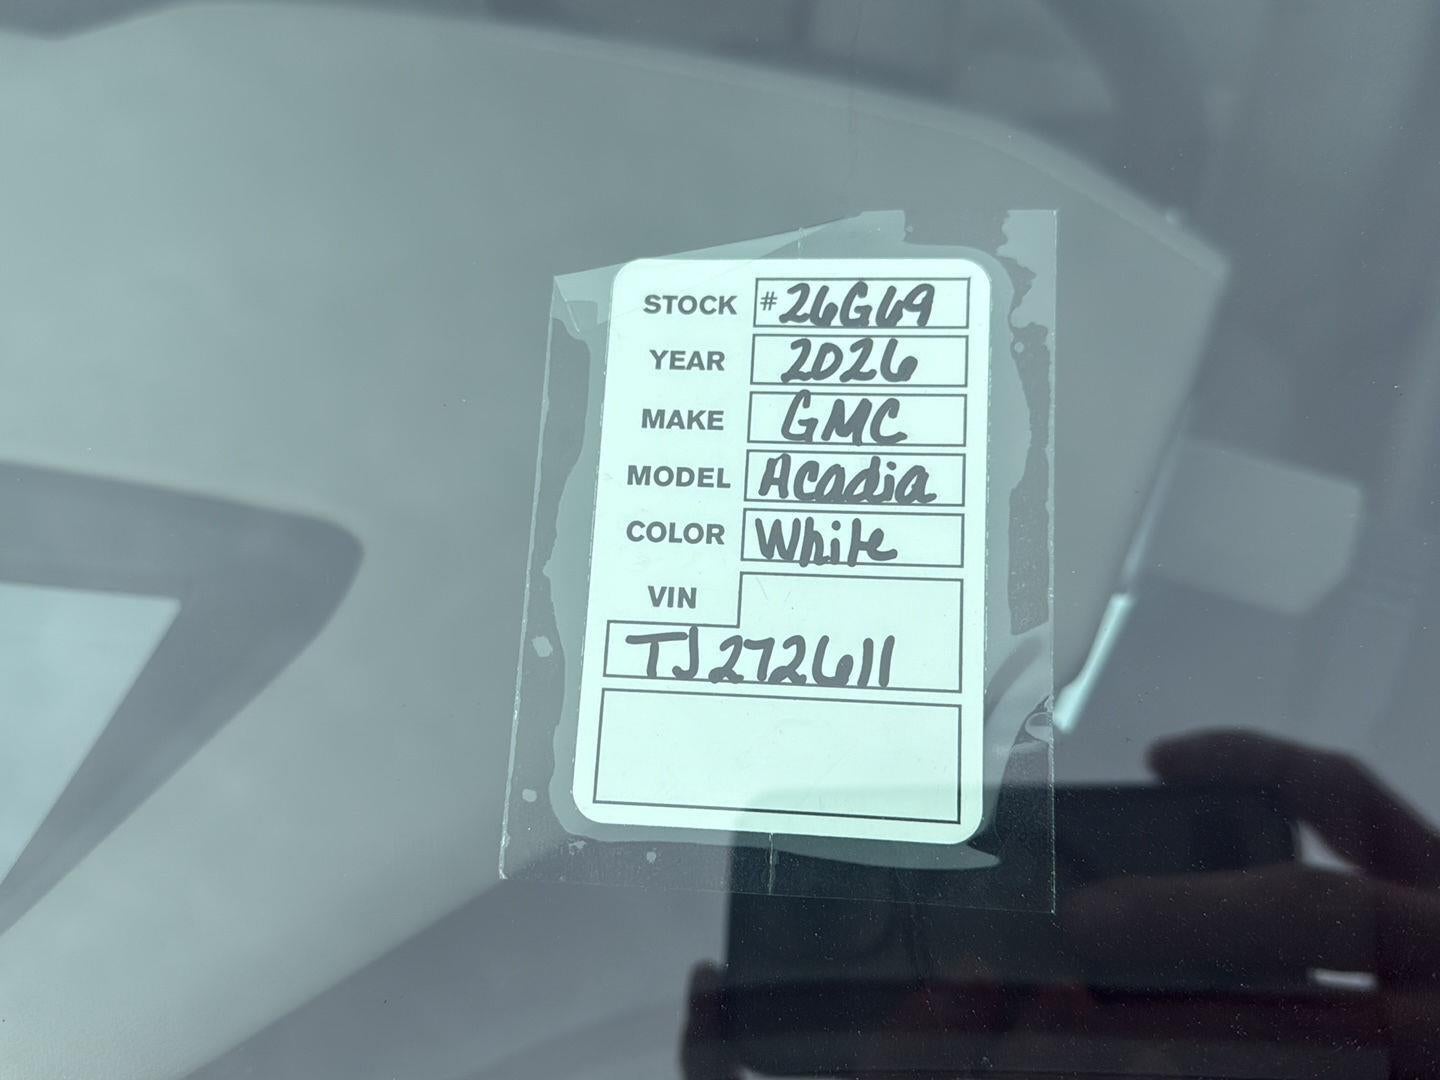 STOCK #26G69
YEAR 2026
MAKE GMC
MODEL Acadia
COLOR White
VIN
TJ272611